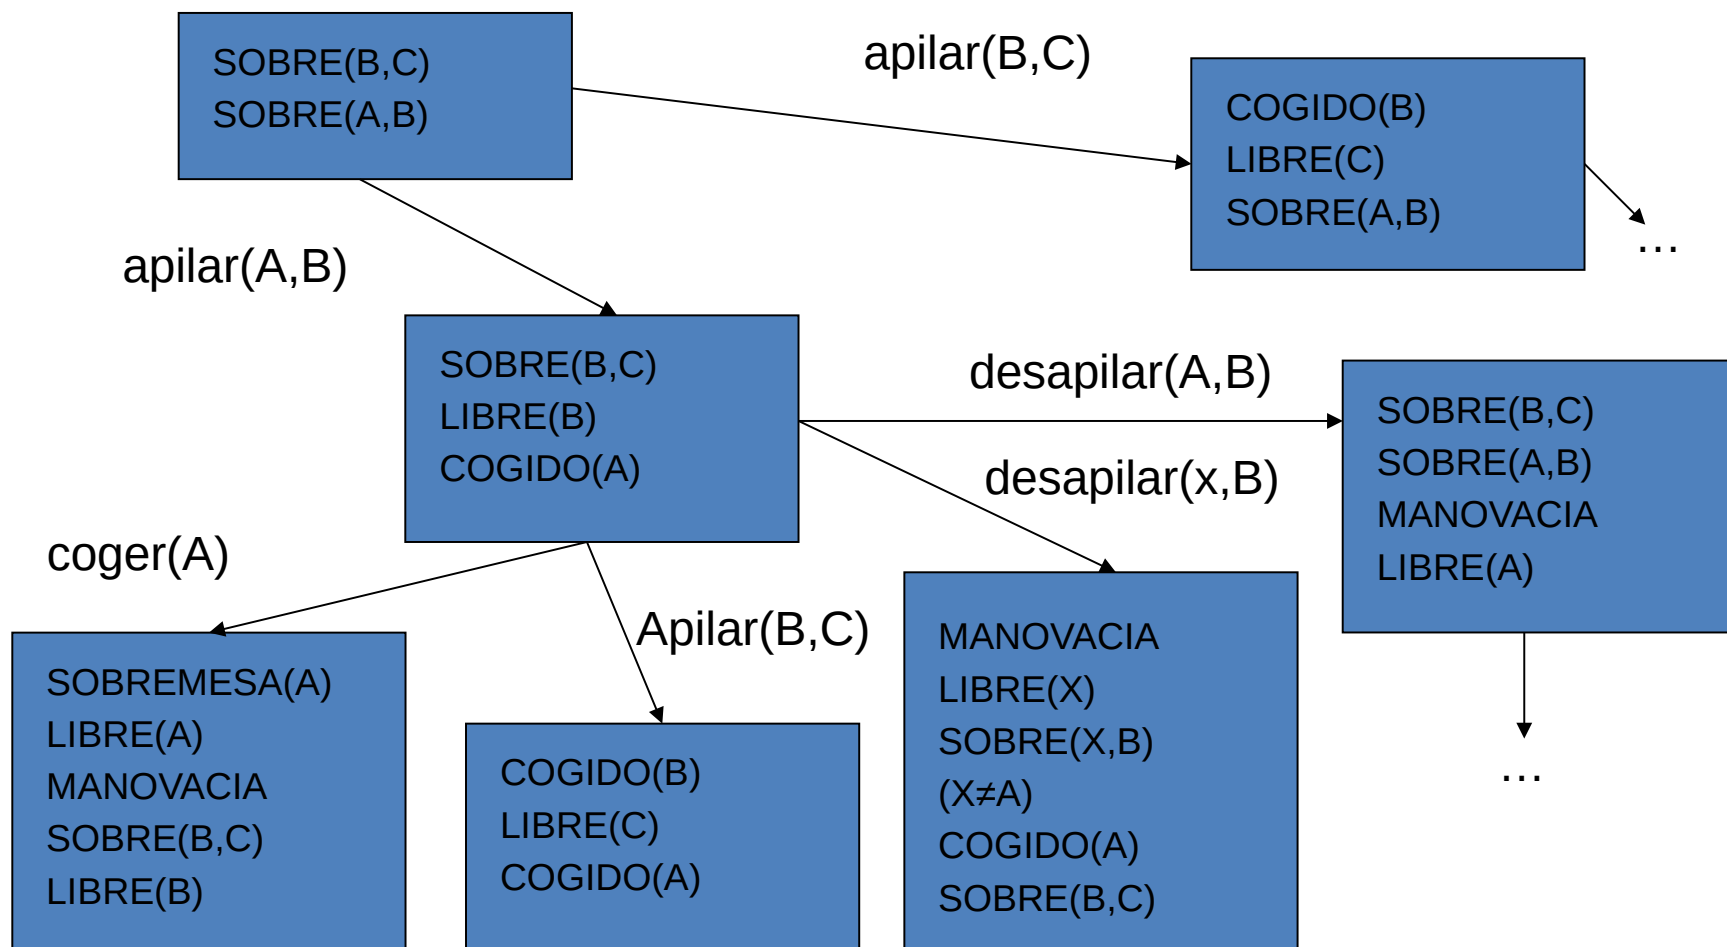 SOBRE(B,C)
SOBRE(A,B)
apilar(B,C)
COGIDO(B)
LIBRE(C)
SOBRE(A,B)
...
apilar(A,B)
SOBRE(B,C)
LIBRE(B)
COGIDO(A)
desapilar(A,B)
desapilar(x,B)
SOBRE(B,C)
SOBRE(A,B)
MANOVACIA
LIBRE(A)
...
coger(A)
Apilar(B,C)
SOBREMESA(A)
LIBRE(A)
MANOVACIA
SOBRE(B,C)
LIBRE(B)
COGIDO(B)
LIBRE(C)
COGIDO(A)
MANOVACIA
LIBRE(X)
SOBRE(X,B)
(X≠A)
COGIDO(A)
SOBRE(B,C)